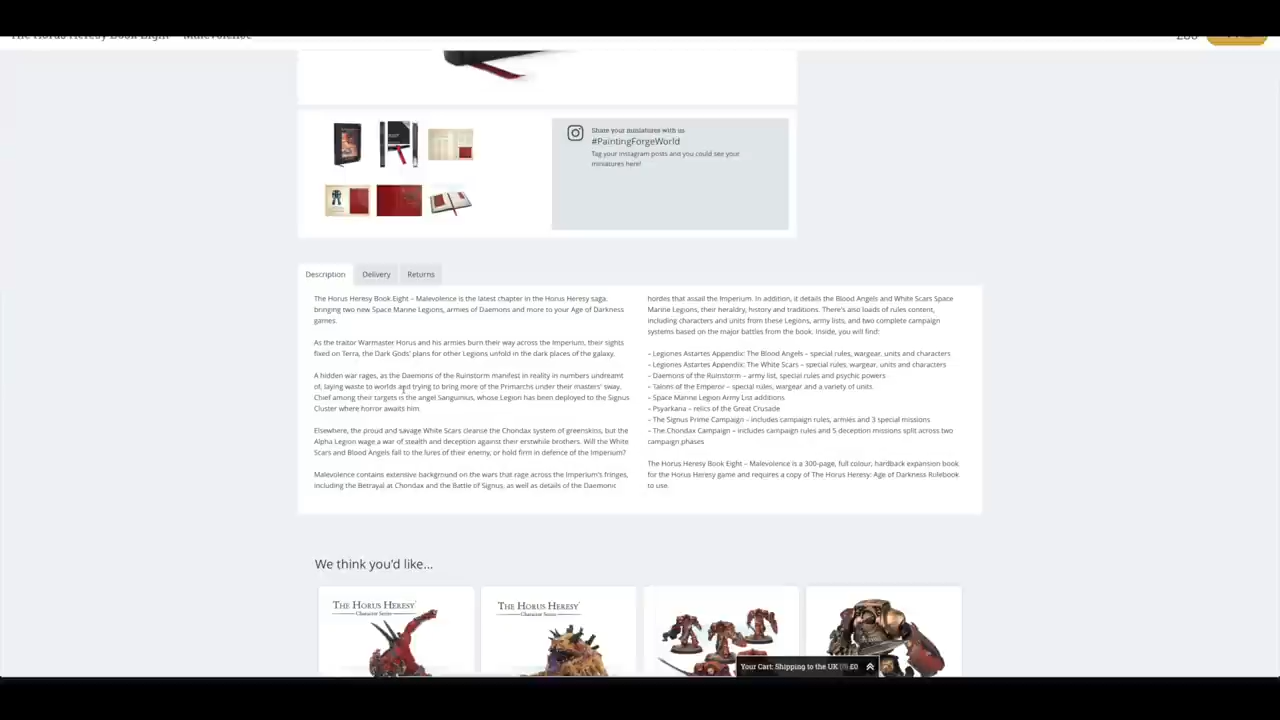 The Horus Heresy Book Eight – Malevolence
£80
Share your miniatures with us
#PaintingForgeWorld
Tag your Instagram posts and you could see your
miniatures here!
Description
Delivery
Returns
The Horus Heresy Book Eight – Malevolence is the latest chapter in the Horus Heresy saga,
bringing two new Space Marine Legions, armies of Daemons and more to your Age of Darkness
games.
As the traitor Warmaster Horus and his armies burn their way across the Imperium, their sights
fixed on Terra, the Dark Gods' plans for other Legions unfold in the dark places of the galaxy.
A hidden war rages, as the Daemons of the Ruinstorm manifest in reality in numbers undreamt
of, laying waste to worlds and trying to bring more of the Primarchs under their masters' sway.
Chief among their targets is the angel Sanguinius, whose Legion has been deployed to the Signus
Cluster where horror awaits him.
Elsewhere, the proud and savage White Scars cleanse the Chondax system of greenskins, but the
Alpha Legion wage a war of stealth and deception against their erstwhile brothers. Will the White
Scars and Blood Angels fall to the lures of their enemy, or hold firm in defence of the Imperium?
Malevolence contains extensive background on the wars that rage across the Imperium's fringes,
including the Betrayal at Chondax and the Battle of Signus, as well as details of the Daemonic
hordes that assail the Imperium. In addition, it details the Blood Angels and White Scars Space
Marine Legions, their heraldry, history and traditions. There's also loads of rules content,
including characters and units from these Legions, army lists, and two complete campaign
systems based on the major battles from the book. Inside, you will find:
– Legiones Astartes Appendix: The Blood Angels – special rules, wargear, units and characters
– Legiones Astartes Appendix: The White Scars – special rules, wargear, units and characters
– Daemons of the Ruinstorm – army list, special rules and psychic powers
– Talons of the Emperor – special rules, wargear and a variety of units.
– Space Marine Legion Army List additions
– Psyarkana – relics of the Great Crusade
– The Signus Prime Campaign – includes campaign rules, armies and 3 special missions
– The Chondax Campaign – includes campaign rules and 5 deception missions split across two
campaign phases
The Horus Heresy Book Eight – Malevolence is a 300-page, full colour, hardback expansion book
for the Horus Heresy game and requires a copy of The Horus Heresy: Age of Darkness Rulebook
to use.
We think you'd like...
THE HORUS HERESY
Character Series
THE HORUS HERESY
Character Series
Your Cart: Shipping to the UK (0) £0